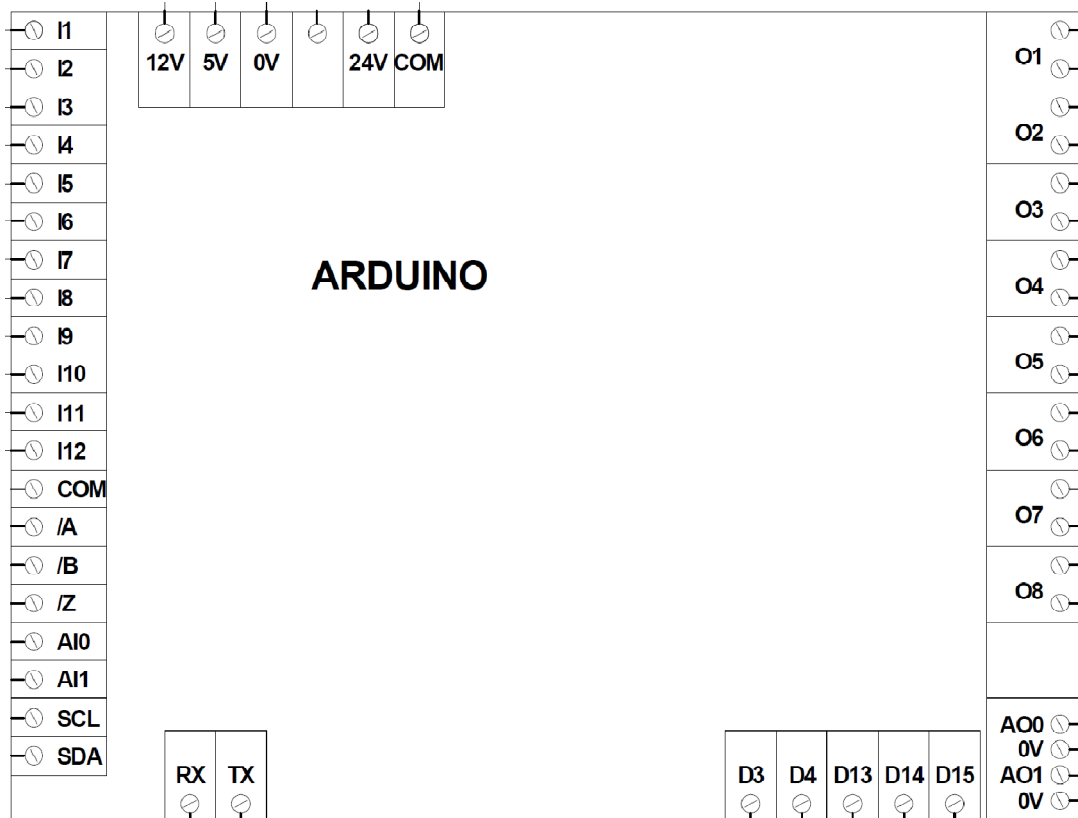 I1
I2
I3
I4
I5
I6
I7
I8
I9
I10
I11
I12
COM
/A
/B
/Z
AI0
AI1
SCL
SDA
12V 5V 0V 24V COM
ARDUINO
RX TX
D3 D4 D13 D14 D15
O1
O2
O3
O4
O5
O6
O7
O8
AO0
0V
AO1
0V